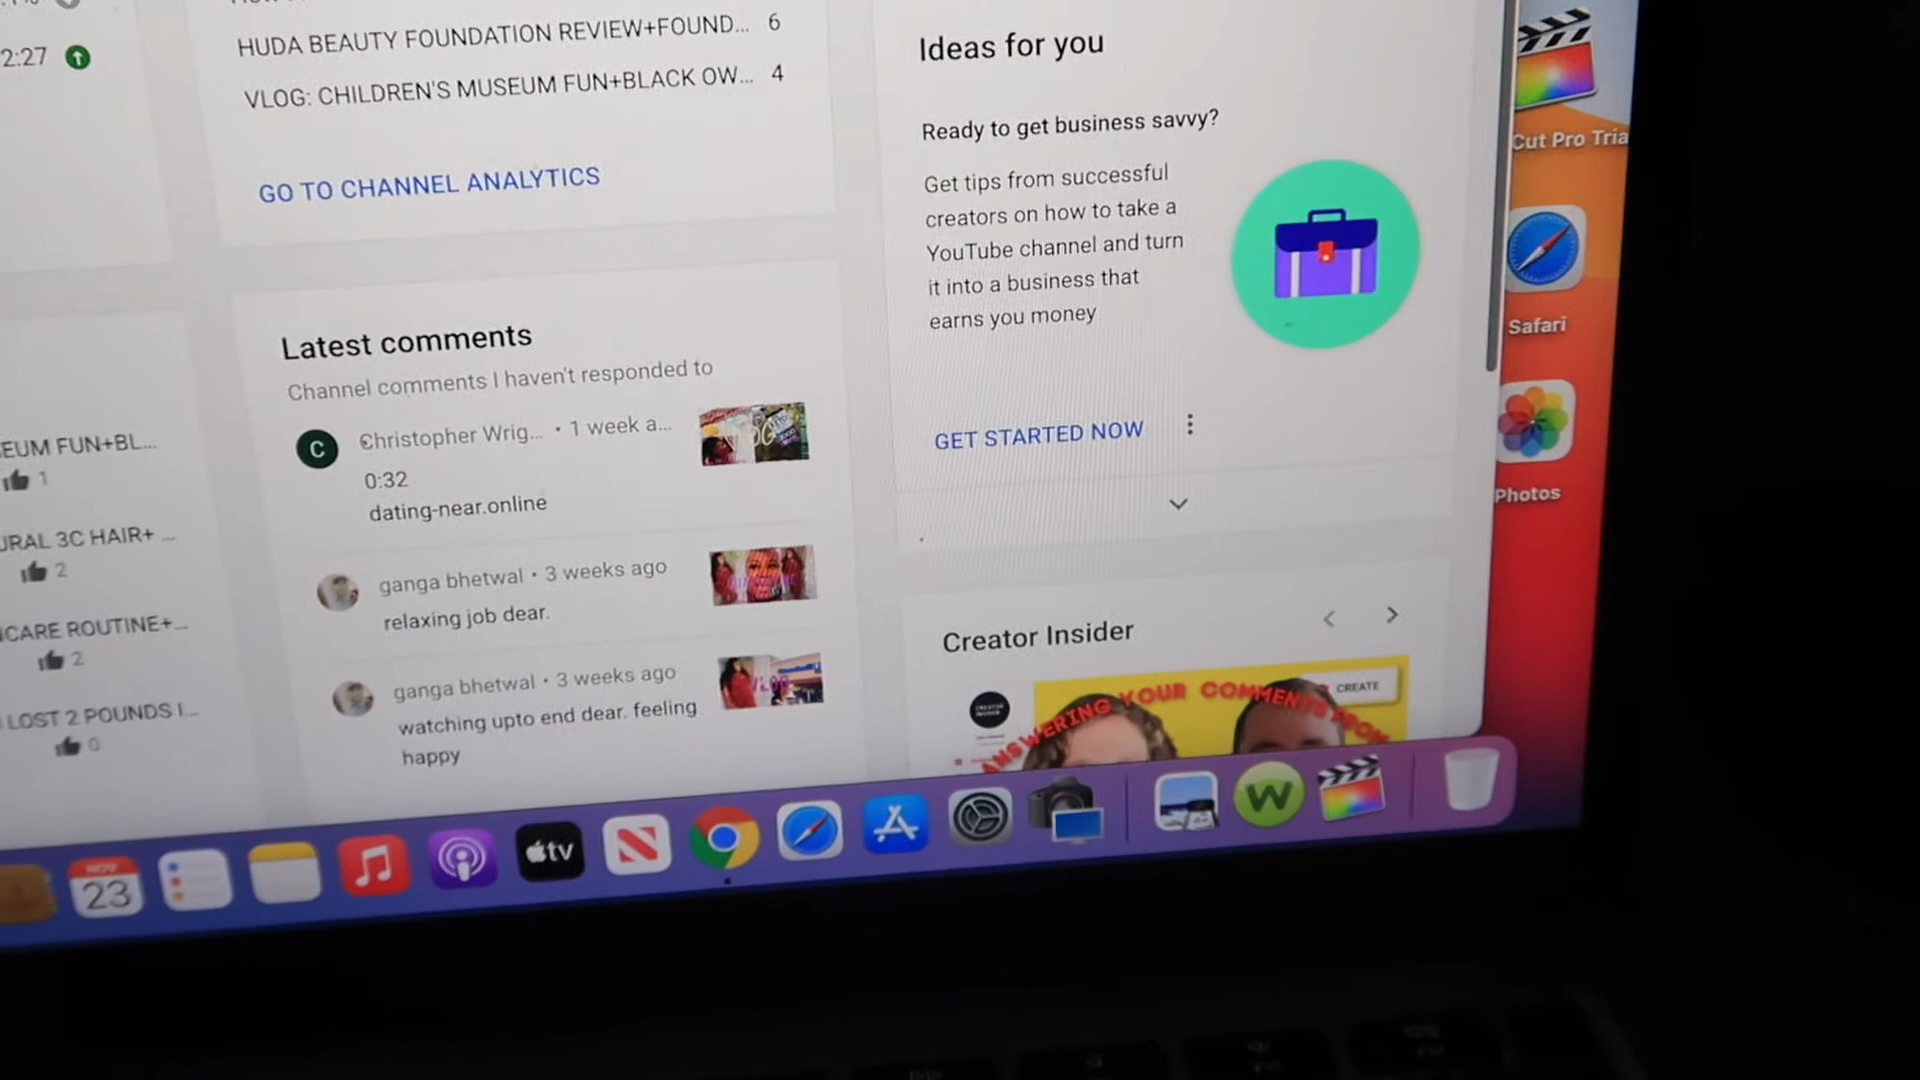 2:27
HUDA BEAUTY FOUNDATION REVIEW+FOUND... 6
VLOG: CHILDREN'S MUSEUM FUN+BLACK OW... 4
GO TO CHANNEL ANALYTICS
Ideas for you
Ready to get business savvy?
Get tips from successful
creators on how to take a
YouTube channel and turn
it into a business that
earns you money
GET STARTED NOW
Latest comments
Channel comments I haven't responded to
C
Christopher Wrig... • 1 week a...
0:32
dating-near.online
ganga bhetwal • 3 weeks ago
relaxing job dear.
ganga bhetwal • 3 weeks ago
watching upto end dear. feeling
happy
EUM FUN+BL...
1
URAL 3C HAIR+ ...
2
CARE ROUTINE+...
2
LOST 2 POUNDS I...
0
Creator Insider
ANSWERING YOUR COMMENTS FROM
CREATE
Cut Pro Tria
Safari
Photos
NOV
23
tv
W